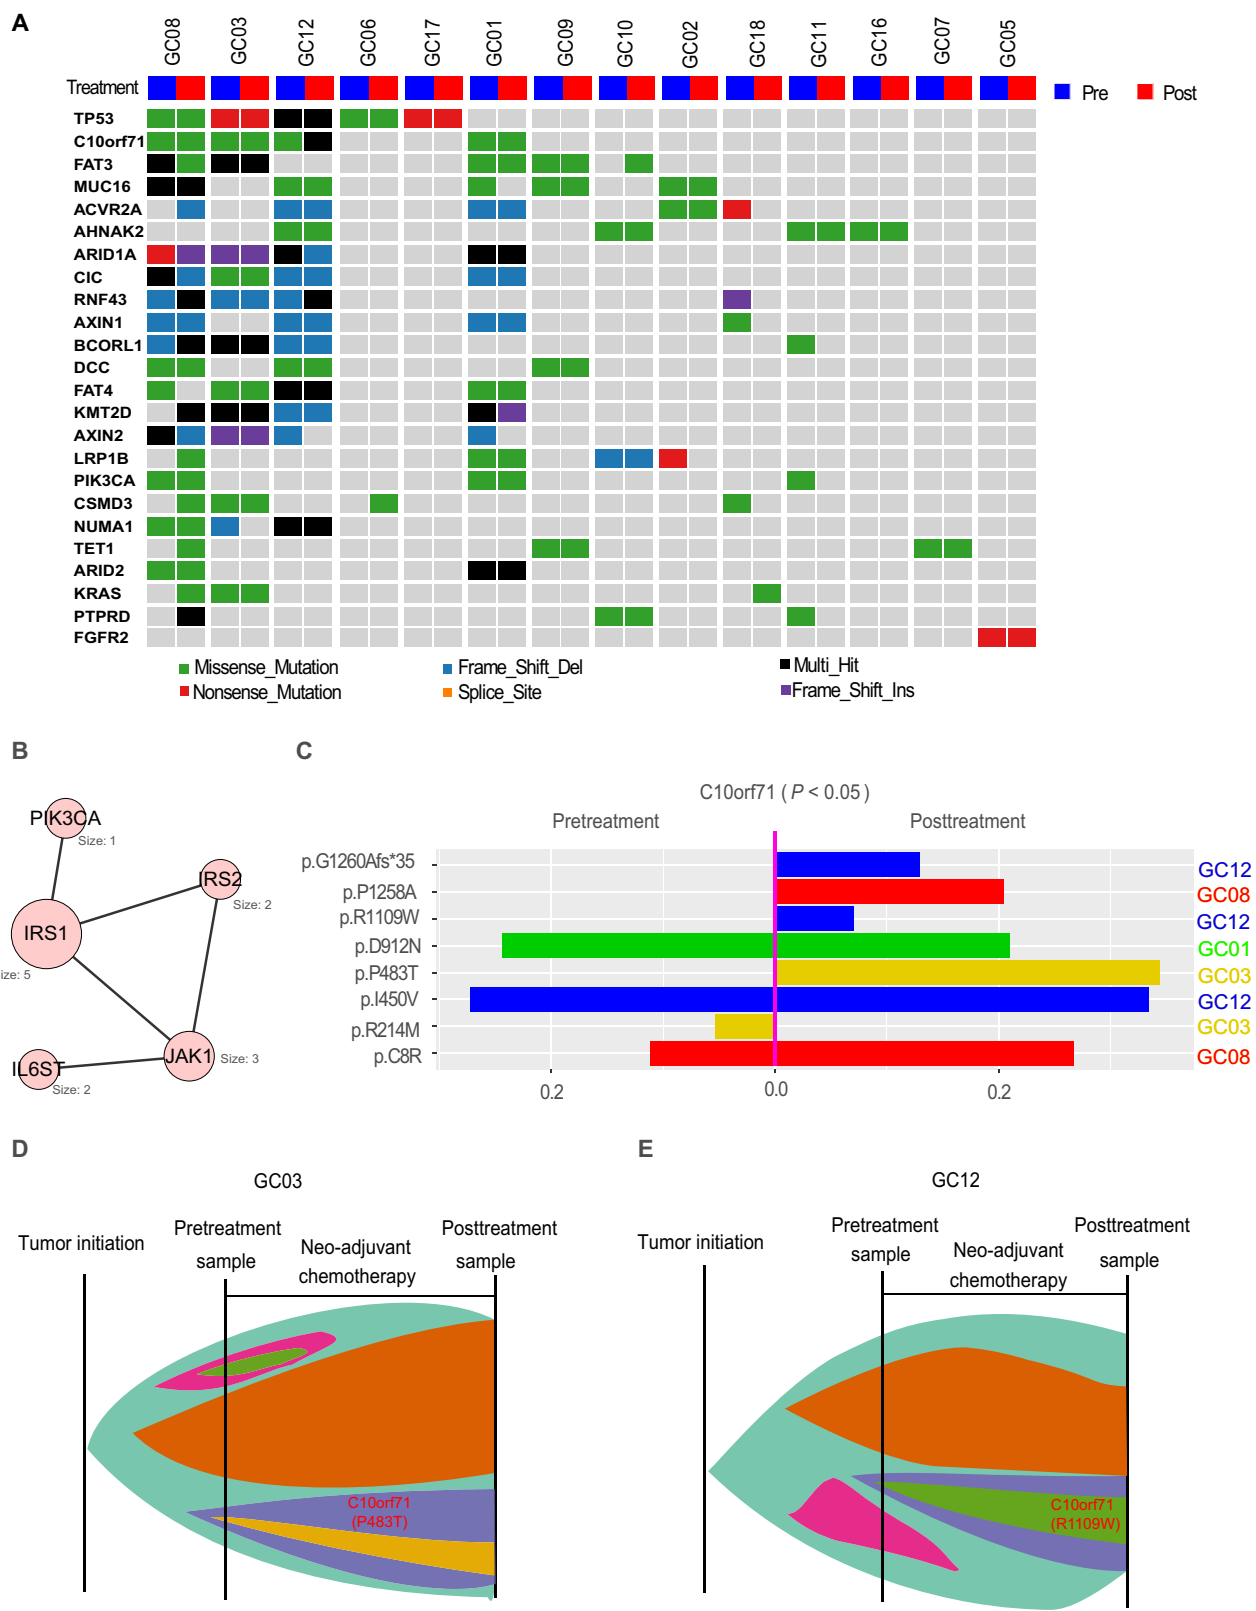 A
GC08 GC03 GC12 GC06 GC17 GC01 GC09 GC10 GC02 GC18 GC11 GC16 GC07 GC05
Treatment
Pre Post
TP53
C10orf71
FAT3
MUC16
ACVR2A
AHNAK2
ARID1A
CIC
RNF43
AXIN1
BCORL1
DCC
FAT4
KMT2D
AXIN2
LRP1B
PIK3CA
CSMD3
NUMA1
TET1
ARID2
KRAS
PTPRD
FGFR2
Missense_Mutation Frame_Shift_Del Multi_Hit
Nonsense_Mutation Splice_Site Frame_Shift_Ins
B
PIK3CA
Size: 1
IRS2
Size: 2
IRS1
ize: 5
JAK1 Size: 3
IL6ST
Size: 2
C
C10orf71 ( P < 0.05 )
Pretreatment Posttreatment
p.G1260Afs*35 GC12
p.P1258A GC08
p.R1109W GC12
p.D912N GC01
p.P483T GC03
p.I450V GC12
p.R214M GC03
p.C8R GC08
0.2 0.0 0.2
D
GC03
Tumor initiation
Pretreatment
sample
Neo-adjuvant
chemotherapy
Posttreatment
sample
C10orf71
(P483T)
E
GC12
Tumor initiation
Pretreatment
sample
Neo-adjuvant
chemotherapy
Posttreatment
sample
C10orf71
(R1109W)